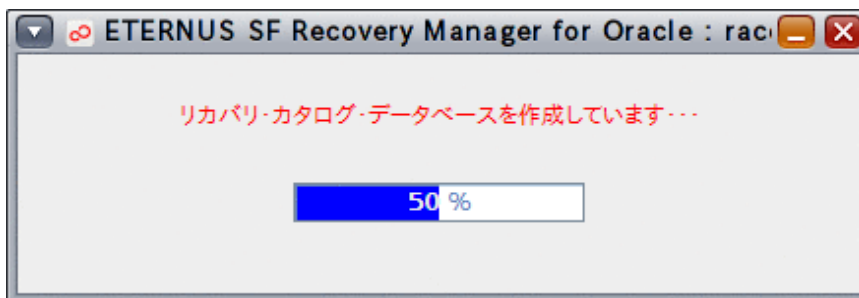 ETERNUS SF Recovery Manager for Oracle : rac
リカバリ・カタログ・データベースを作成しています・・・
50 %